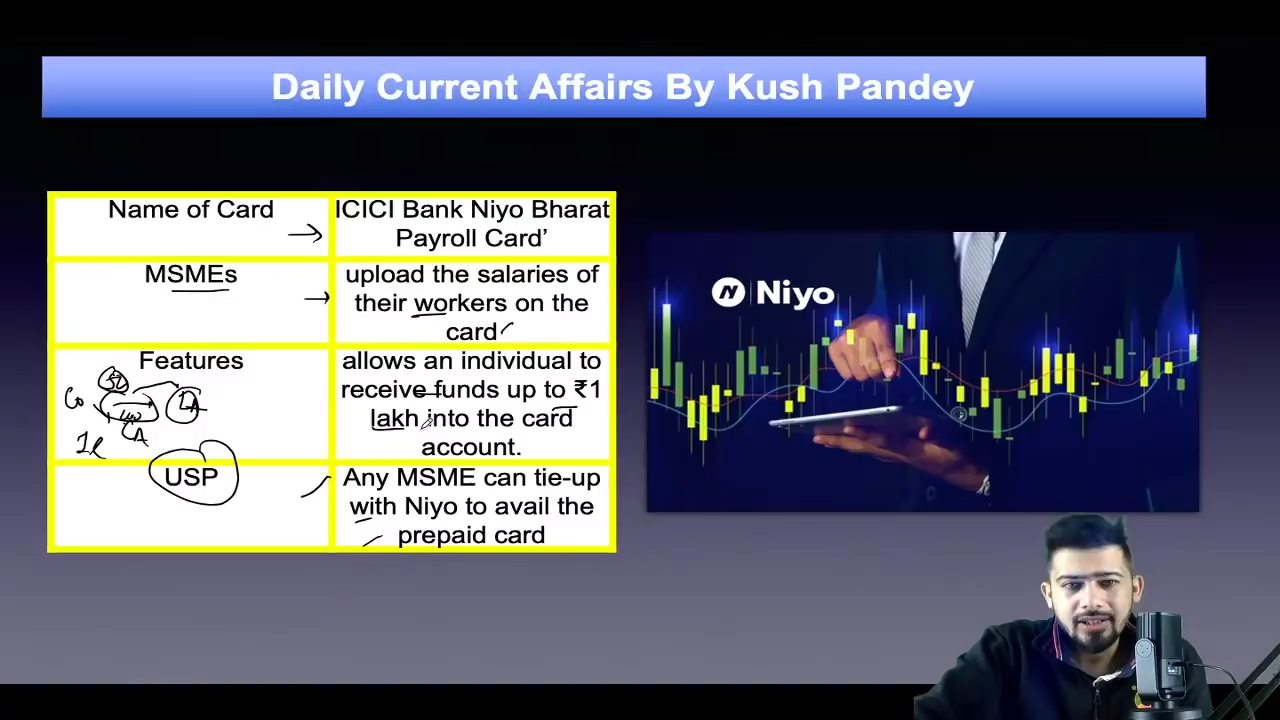 Daily Current Affairs By Kush Pandey
Name of Card
ICICI Bank Niyo Bharat
Payroll Card’
MSMEs
upload the salaries of
their workers on the
card
Features
allows an individual to
receive funds up to ₹1
lakh into the card
account.
USP
Any MSME can tie-up
with Niyo to avail the
prepaid card
Niyo